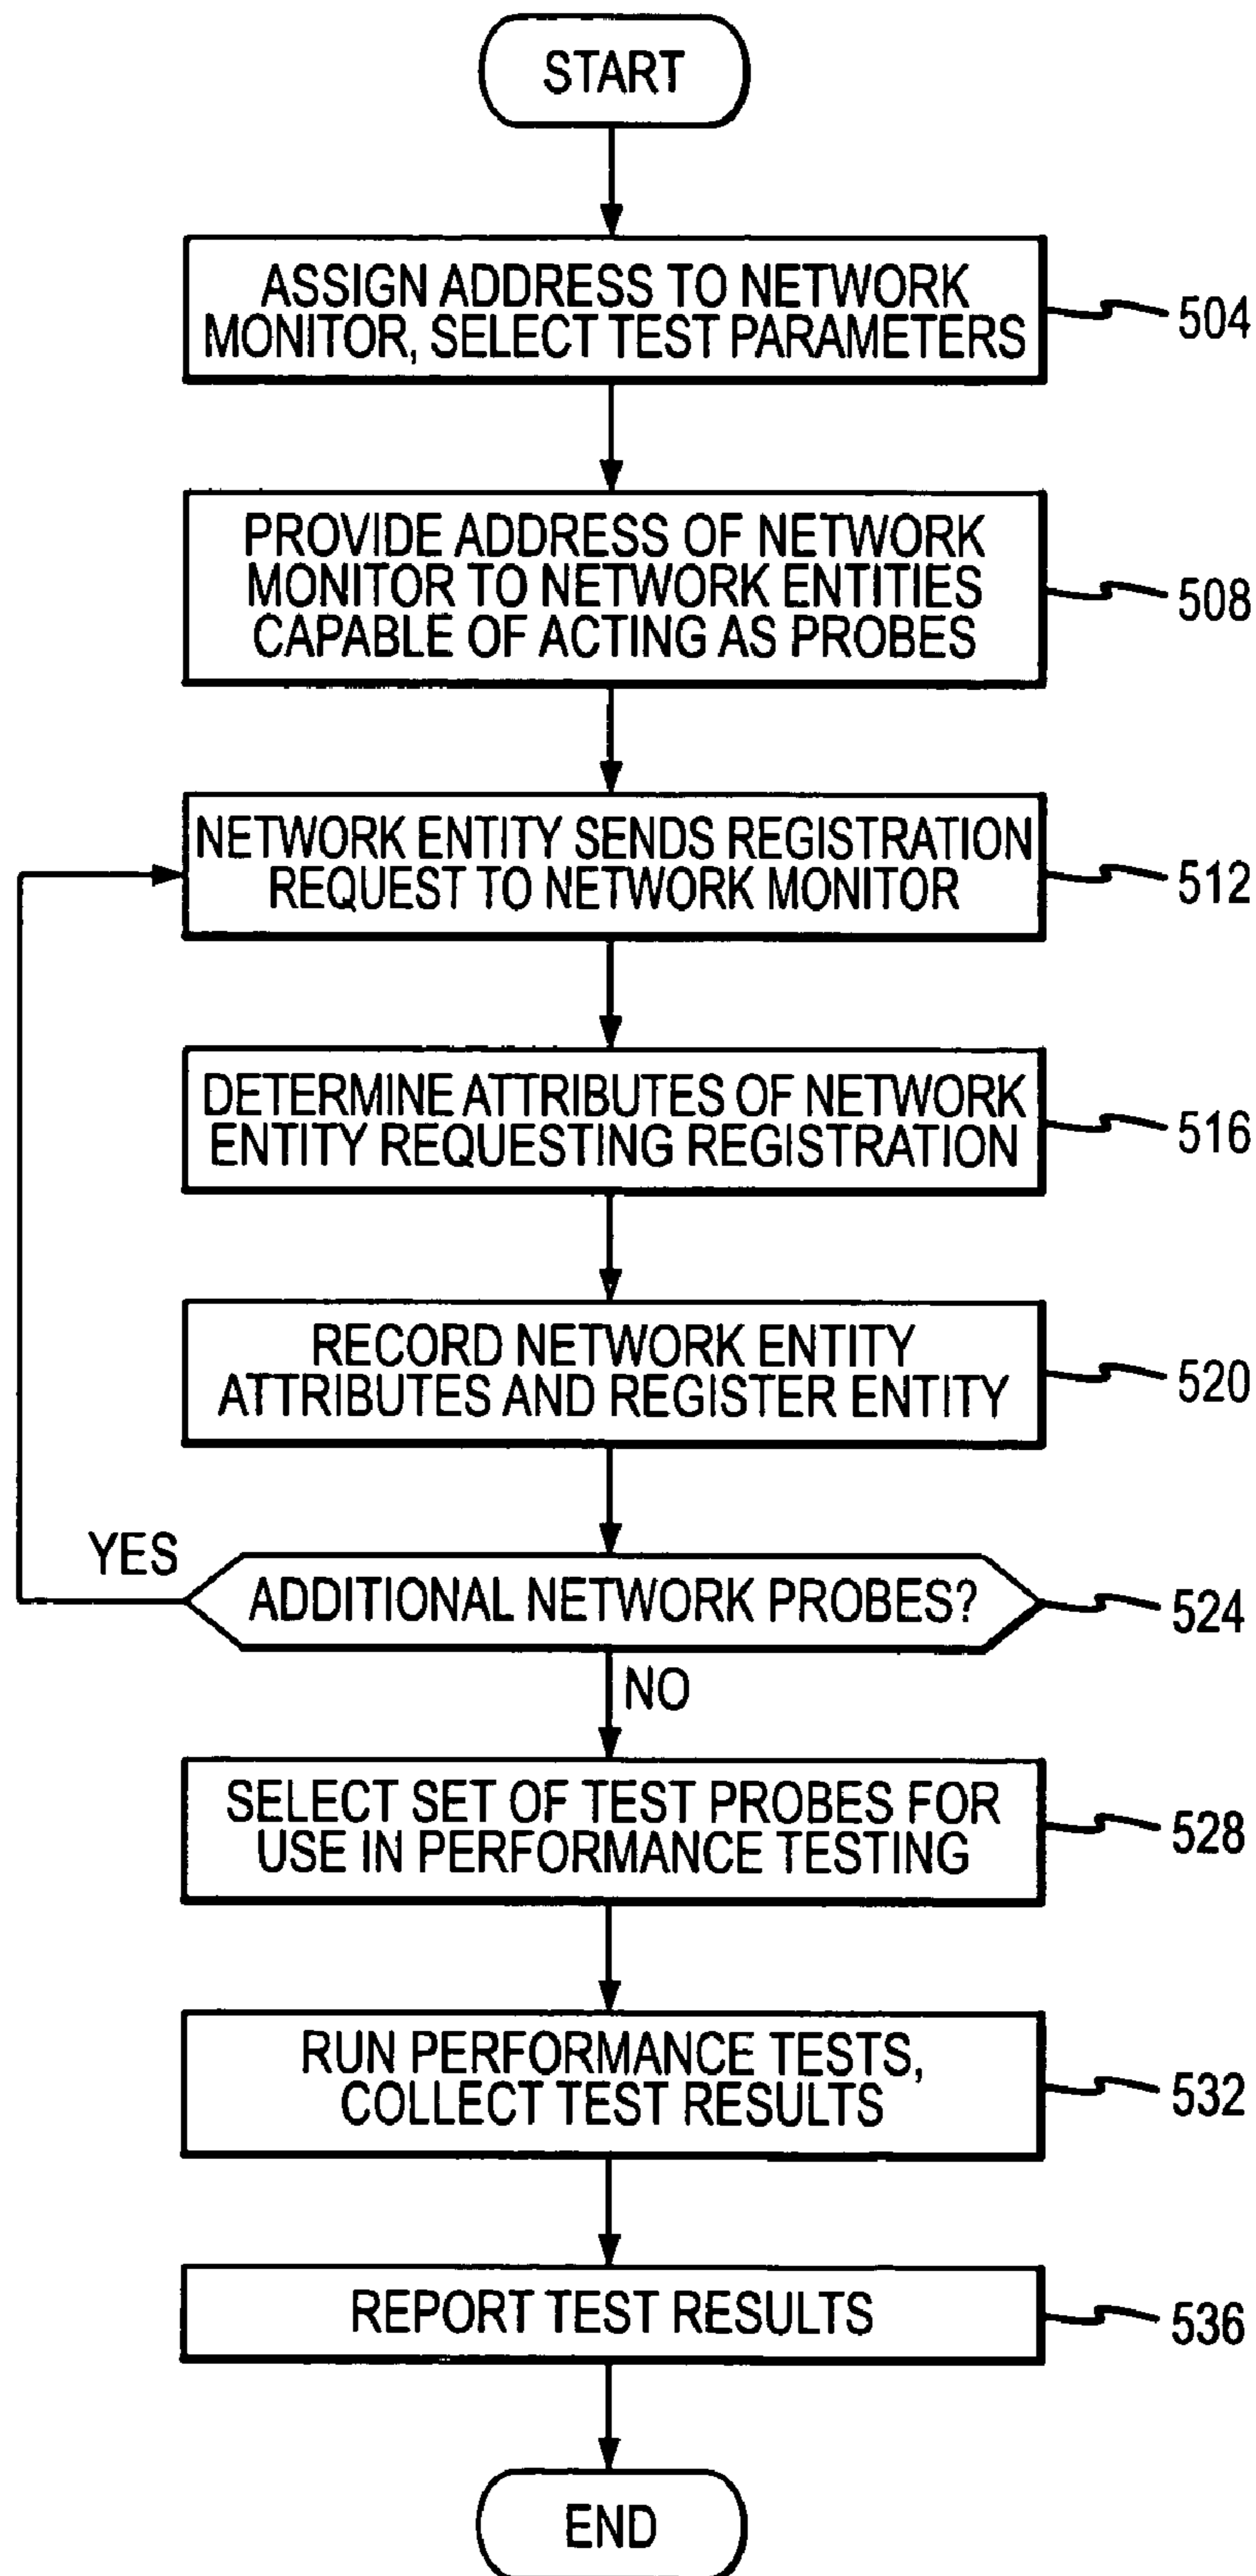 START
ASSIGN ADDRESS TO NETWORK
MONITOR, SELECT TEST PARAMETERS
504
PROVIDE ADDRESS OF NETWORK
MONITOR TO NETWORK ENTITIES
CAPABLE OF ACTING AS PROBES
508
NETWORK ENTITY SENDS REGISTRATION
REQUEST TO NETWORK MONITOR
512
DETERMINE ATTRIBUTES OF NETWORK
ENTITY REQUESTING REGISTRATION
516
RECORD NETWORK ENTITY
ATTRIBUTES AND REGISTER ENTITY
520
YES
ADDITIONAL NETWORK PROBES?
524
NO
SELECT SET OF TEST PROBES FOR
USE IN PERFORMANCE TESTING
528
RUN PERFORMANCE TESTS,
COLLECT TEST RESULTS
532
REPORT TEST RESULTS
536
END